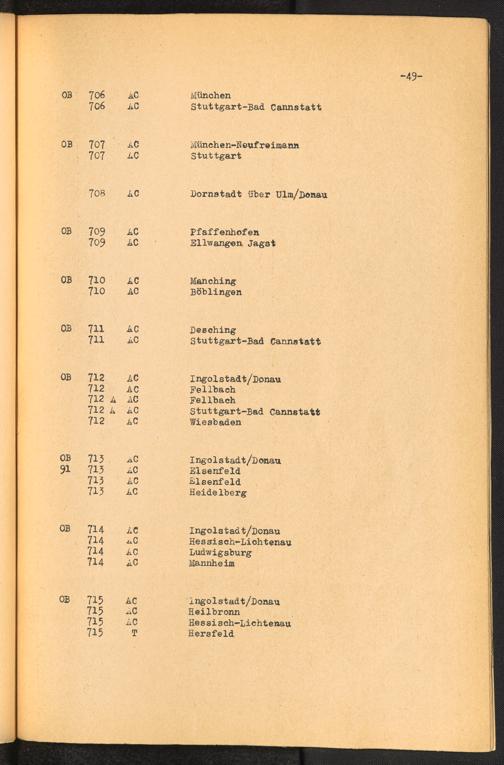 -49-
OB 706 AC München
706 AC Stuttgart-Bad Cannstatt
OB 707 AC München-Neufreimann
707 AC Stuttgart
708 AC Dornstadt über Ulm/Donau
OB 709 AC Pfaffenhofen
709 AC Ellwangen Jagst
OB 710 AC Manching
710 AC Böblingen
OB 711 AC Desching
711 AC Stuttgart-Bad Cannstatt
OB 712 AC Ingolstadt/Donau
712 AC Fellbach
712 A AC Fellbach
712 A AC Stuttgart-Bad Cannstatt
712 AC Wiesbaden
OB 713 AC Ingolstadt/Donau
91 713 AC Elsenfeld
713 AC Elsenfeld
713 AC Heidelberg
OB 714 AC Ingolstadt/Donau
714 AC Hessisch-Lichtenau
714 AC Ludwigsburg
714 AC Mannheim
OB 715 AC Ingolstadt/Donau
715 AC Heilbronn
715 AC Hessisch-Lichtenau
715 T Hersfeld